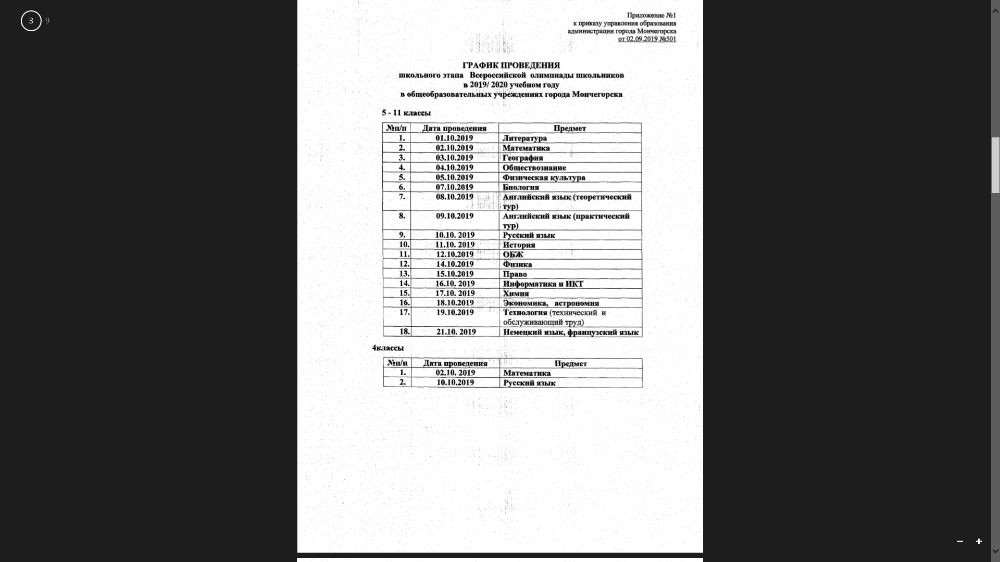 3 9
Приложение №1
к приказу управления образования
администрации города Мончегорска
от 02.09.2019 №501
ГРАФИК ПРОВЕДЕНИЯ
школьного этапа Всероссийской олимпиады школьников
в 2019/ 2020 учебном году
в общеобразовательных учреждениях города Мончегорска
5 - 11 классы
№п/п Дата проведения Предмет
1. 01.10.2019 Литература
2. 02.10.2019 Математика
3. 03.10.2019 География
4. 04.10.2019 Обществознание
5. 05.10.2019 Физическая культура
6. 07.10.2019 Биология
7. 08.10.2019 Английский язык (теоретический
тур)
8. 09.10.2019 Английский язык (практический
тур)
9. 10.10. 2019 Русский язык
10. 11.10. 2019 История
11. 12.10.2019 ОБЖ
12. 14.10.2019 Физика
13. 15.10.2019 Право
14. 16.10. 2019 Информатика и ИКТ
15. 17.10. 2019 Химия
16. 18.10.2019 Экономика, астрономия
17. 19.10.2019 Технология (технический и
обслуживающий труд)
18. 21.10. 2019 Немецкий язык, французский язык
4классы
№п/п Дата проведения Предмет
1. 02.10. 2019 Математика
2. 10.10.2019 Русский язык